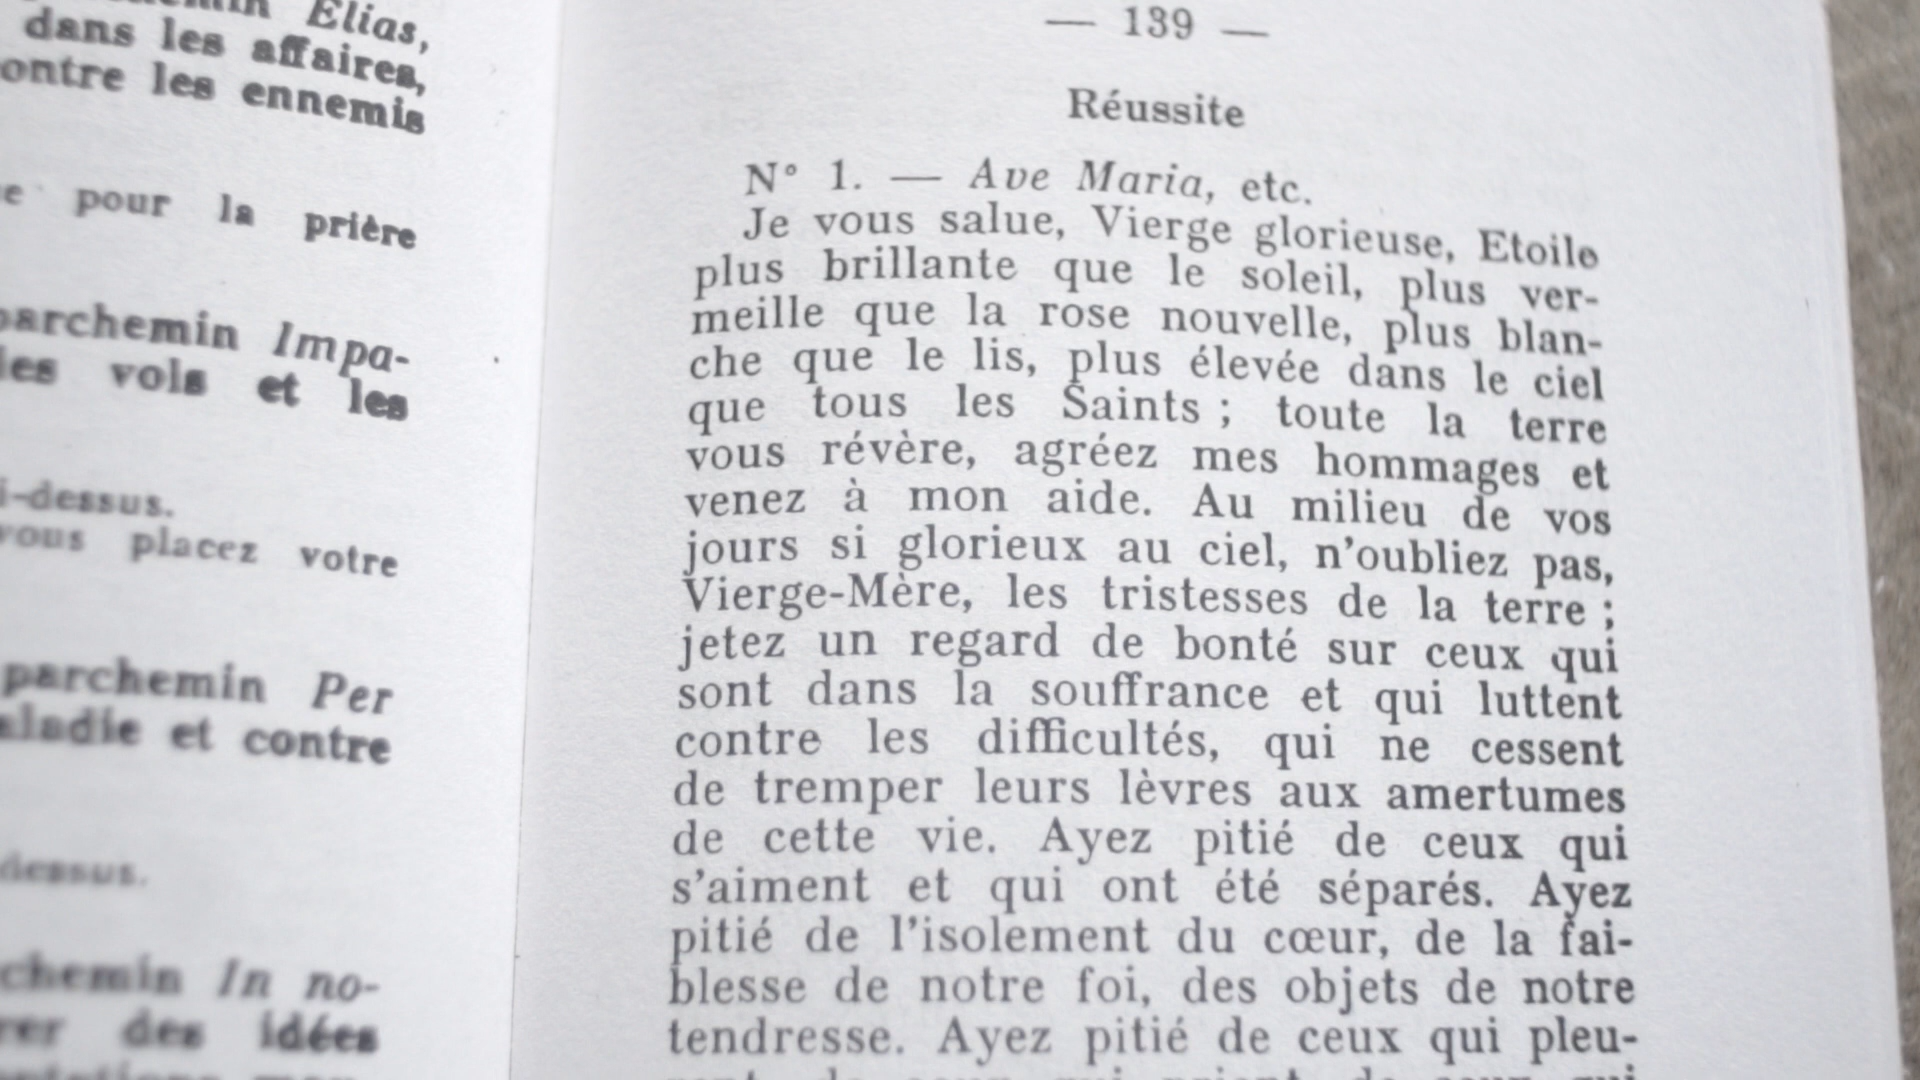 Elias,
dans les affaires,
contre les ennemis
pour la prière
parchemin Impa-
les vols et les
ci-dessus.
vous placez votre
parchemin Per
maladie et contre
dessus.
parchemin In no-
des idées
— 139 —
Réussite
N° 1. — Ave Maria, etc.
Je vous salue, Vierge glorieuse, Etoile
plus brillante que le soleil, plus ver-
meille que la rose nouvelle, plus blan-
che que le lis, plus élevée dans le ciel
que tous les Saints ; toute la terre
vous révère, agréez mes hommages et
venez à mon aide. Au milieu de vos
jours si glorieux au ciel, n'oubliez pas,
Vierge-Mère, les tristesses de la terre ;
jetez un regard de bonté sur ceux qui
sont dans la souffrance et qui luttent
contre les difficultés, qui ne cessent
de tremper leurs lèvres aux amertumes
de cette vie. Ayez pitié de ceux qui
s'aiment et qui ont été séparés. Ayez
pitié de l'isolement du cœur, de la fai-
blesse de notre foi, des objets de notre
tendresse. Ayez pitié de ceux qui pleu-